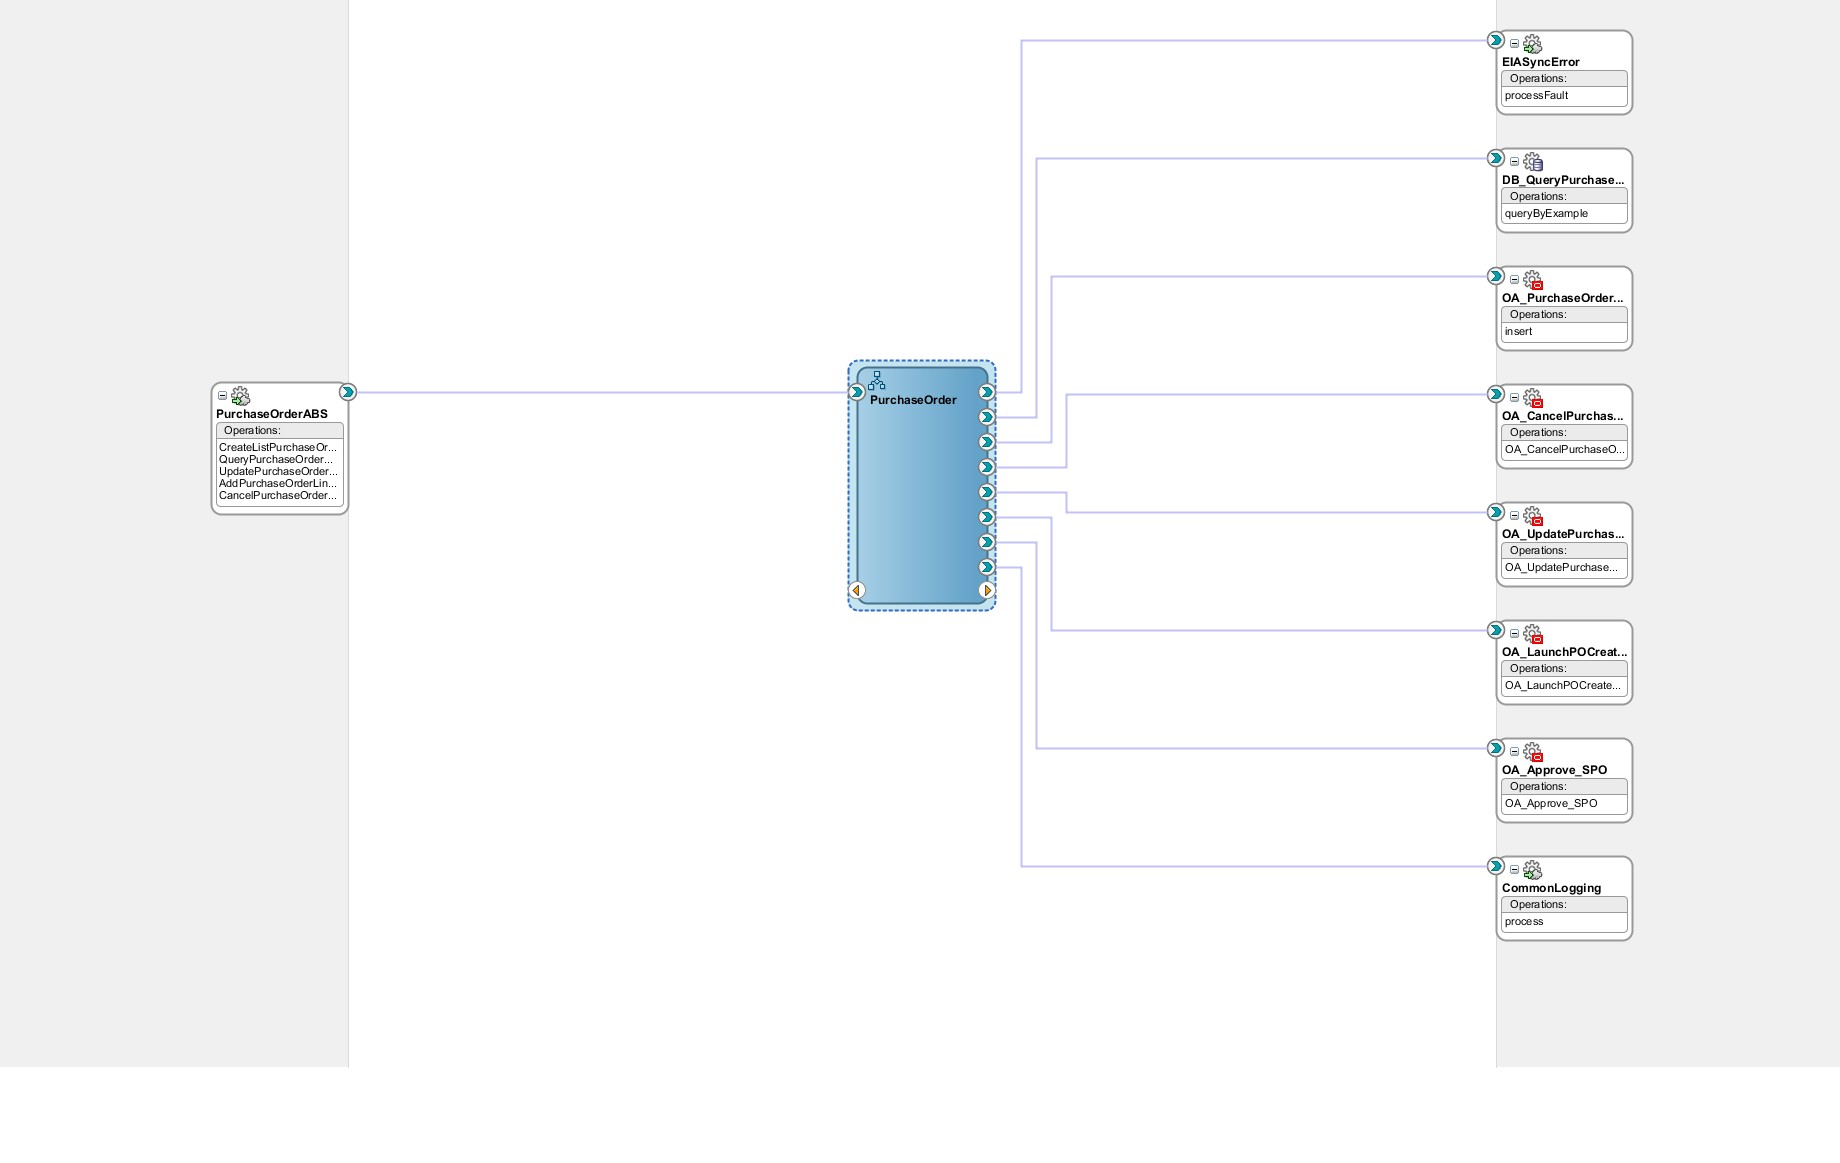 PurchaseOrderABS
Operations:
CreateListPurchaseOr...
QueryPurchaseOrder...
UpdatePurchaseOrder...
AddPurchaseOrderLin...
CancelPurchaseOrder...
PurchaseOrder
EIASyncError
Operations:
processFault
DB_QueryPurchase...
Operations:
queryByExample
OA_PurchaseOrder...
Operations:
insert
OA_CancelPurchas...
Operations:
OA_CancelPurchaseO...
OA_UpdatePurchas...
Operations:
OA_UpdatePurchase...
OA_LaunchPOCreat...
Operations:
OA_LaunchPOCreate...
OA_Approve_SPO
Operations:
OA_Approve_SPO
CommonLogging
Operations:
process